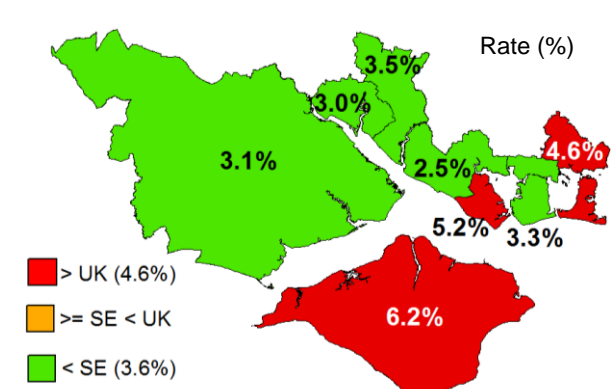 Rate (%)
3.5%
3.0%
3.1%
2.5%
4.6%
5.2%
3.3%
6.2%
> UK (4.6%)
>= SE < UK
< SE (3.6%)